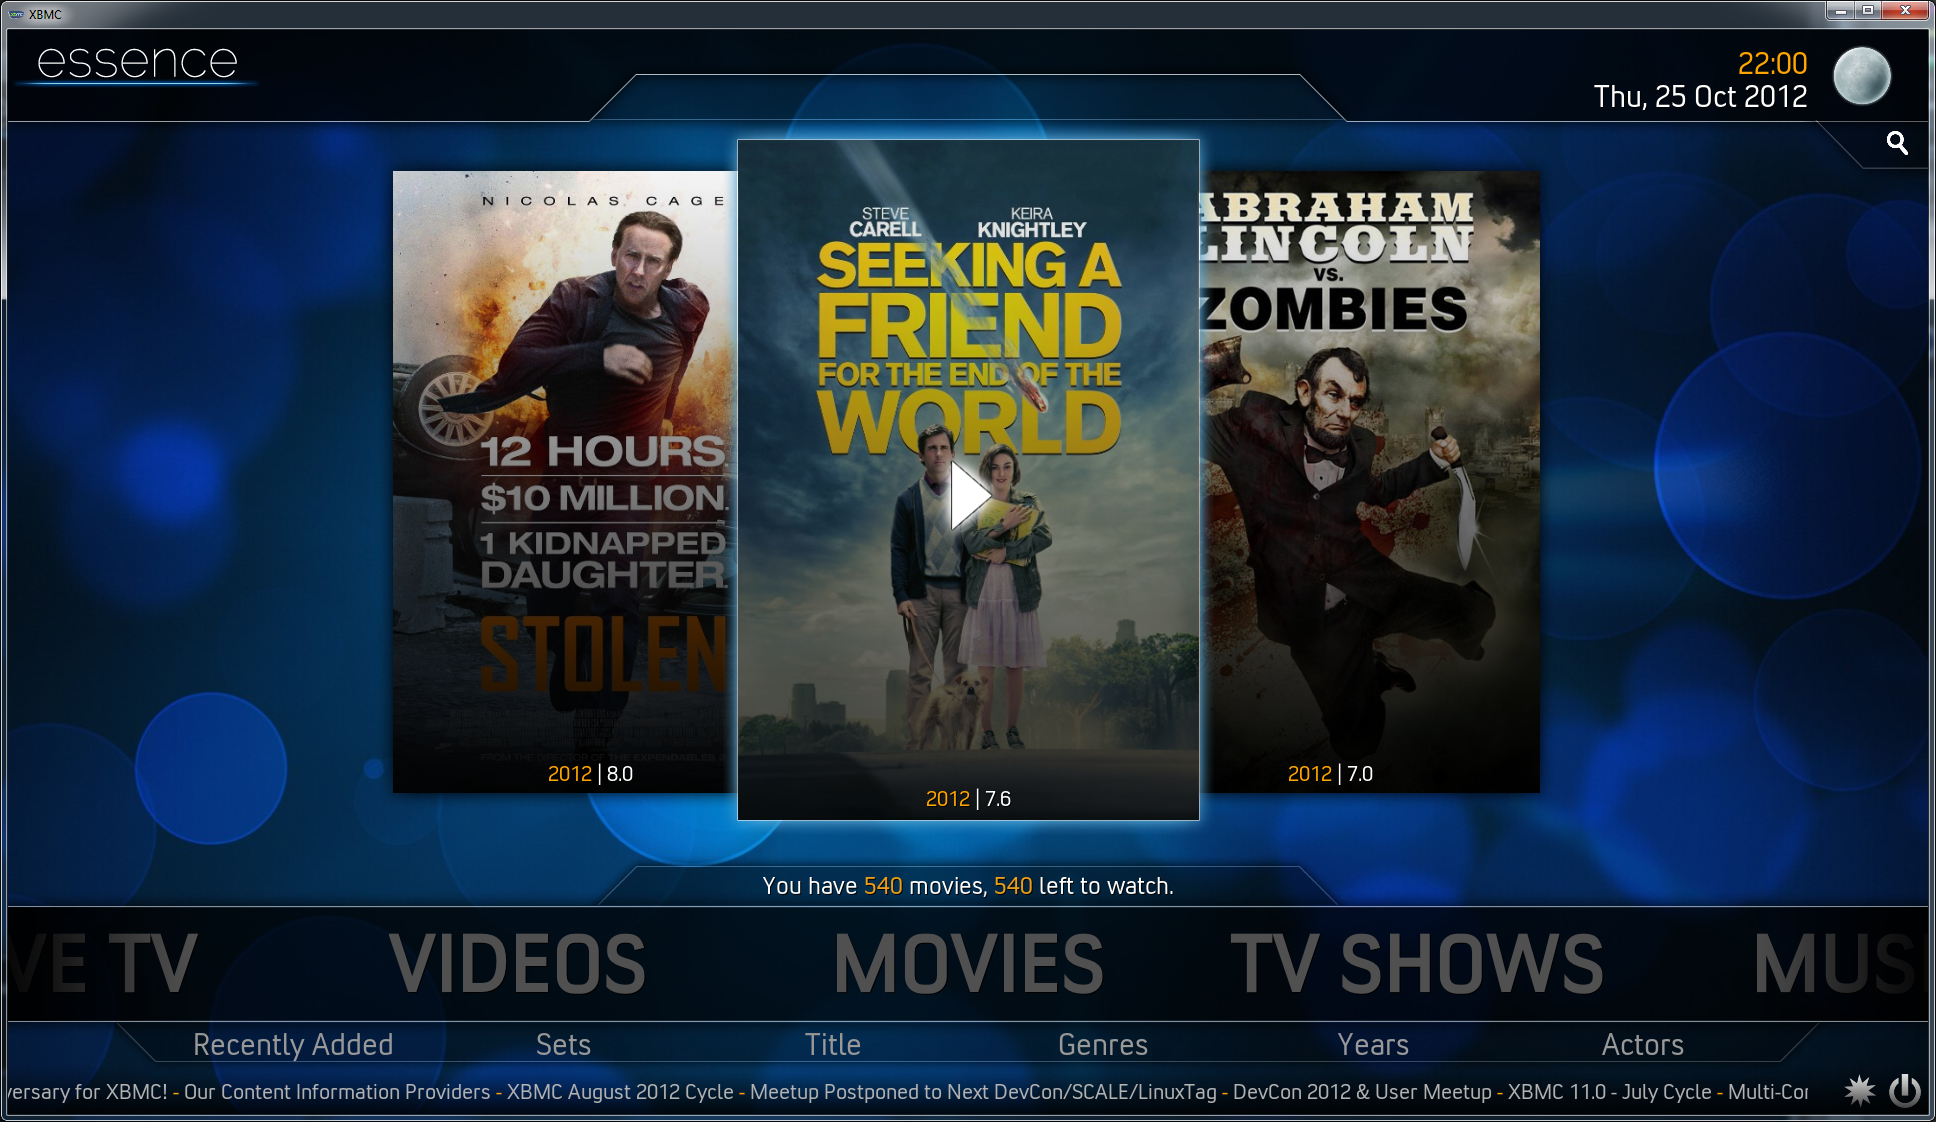 XBMC
essence
22:00
Thu, 25 Oct 2012
NICOLAS CAGE
12 HOURS.
$10 MILLION.
1 KIDNAPPED
DAUGHTER.
STOLEN
2012 | 8.0
STEVE CARELL
KEIRA KNIGHTLEY
SEEKING A
FRIEND
FOR THE END OF THE
WORLD
2012 | 7.6
ABRAHAM
LINCOLN
VS.
ZOMBIES
2012 | 7.0
You have 540 movies, 540 left to watch.
VE TV VIDEOS MOVIES TV SHOWS MUS
Recently Added Sets Title Genres Years Actors
versary for XBMC! - Our Content Information Providers - XBMC August 2012 Cycle - Meetup Postponed to Next DevCon/SCALE/LinuxTag - DevCon 2012 & User Meetup - XBMC 11.0 - July Cycle - Multi-Cor